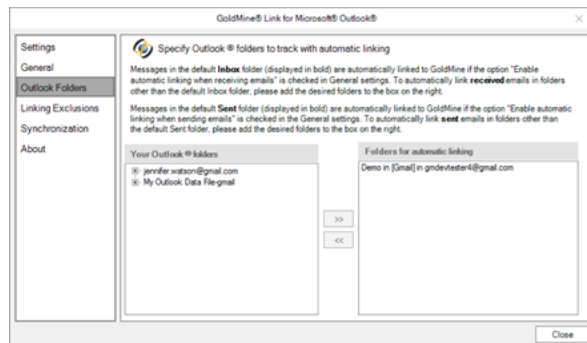 GoldMine® Link for Microsoft® Outlook®
Settings
General
Outlook Folders
Linking Exclusions
Synchronization
About
Specify Outlook ® folders to track with automatic linking
Messages in the default Inbox folder (displayed in bold) are automatically linked to GoldMine if the option "Enable
automatic linking when receiving emails" is checked in General settings. To automatically link received emails in folders
other than the default Inbox folder, please add the desired folders to the box on the right.
Messages in the default Sent folder (displayed in bold) are automatically linked to GoldMine if the option "Enable automatic
linking when sending emails" is checked in the General settings. To automatically link sent emails in folders other than
the default Sent folder, please add the desired folders to the box on the right.
Your Outlook ® folders
jennifer.watson@gmail.com
My Outlook Data File-gmail
>>
<<
Folders for automatic linking
Demo in [Gmail] in gmdevtester4@gmail.com
Close